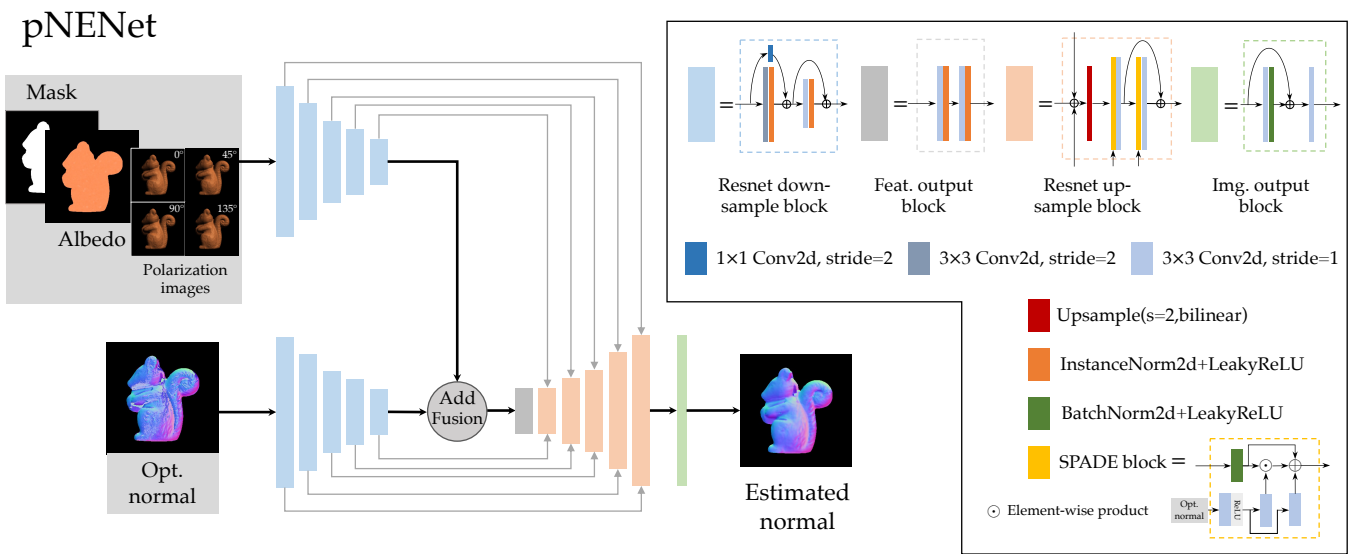 pNENet
Mask
0°
45°
90°
135°
Albedo
Polarization
images
Opt.
normal
Add
Fusion
Estimated
normal
=
=
=
=
Resnet down-
sample block
Feat. output
block
Resnet up-
sample block
Img. output
block
1×1 Conv2d, stride=2
3×3 Conv2d, stride=2
3×3 Conv2d, stride=1
Upsample(s=2,bilinear)
InstanceNorm2d+LeakyReLU
BatchNorm2d+LeakyReLU
SPADE block =
⊙ Element-wise product
Opt.
normal
ReLU